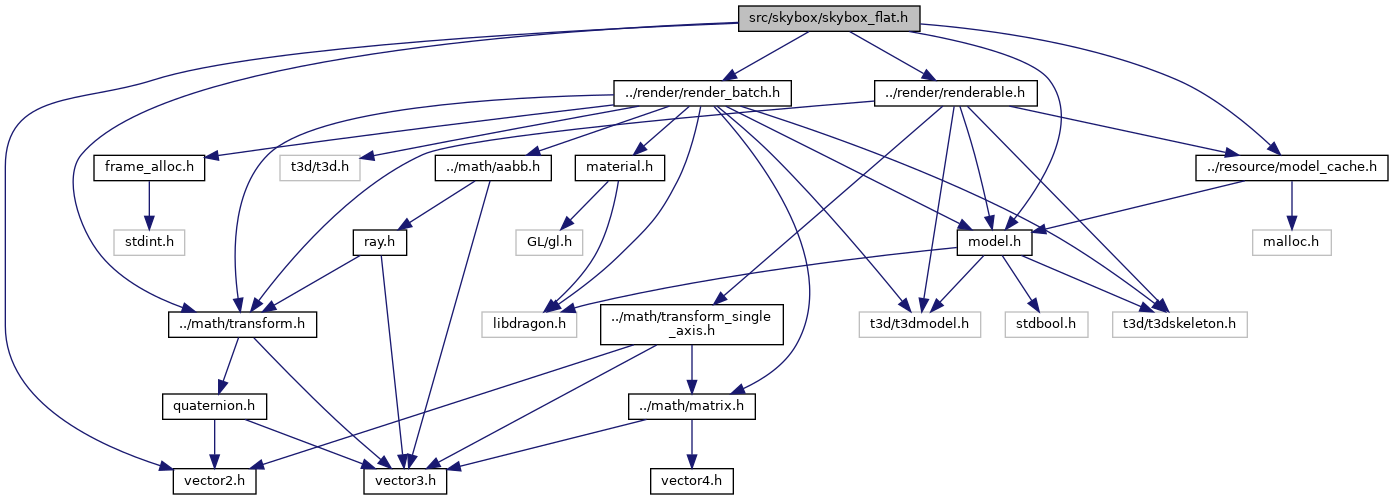 src/skybox/skybox_flat.h
../render/render_batch.h
../render/renderable.h
frame_alloc.h
t3d/t3d.h
../math/aabb.h
material.h
../resource/model_cache.h
stdint.h
ray.h
GL/gl.h
model.h
malloc.h
../math/transform.h
libdragon.h
../math/transform_single
_axis.h
t3d/t3dmodel.h
stdbool.h
t3d/t3dskeleton.h
quaternion.h
../math/matrix.h
vector2.h
vector3.h
vector4.h